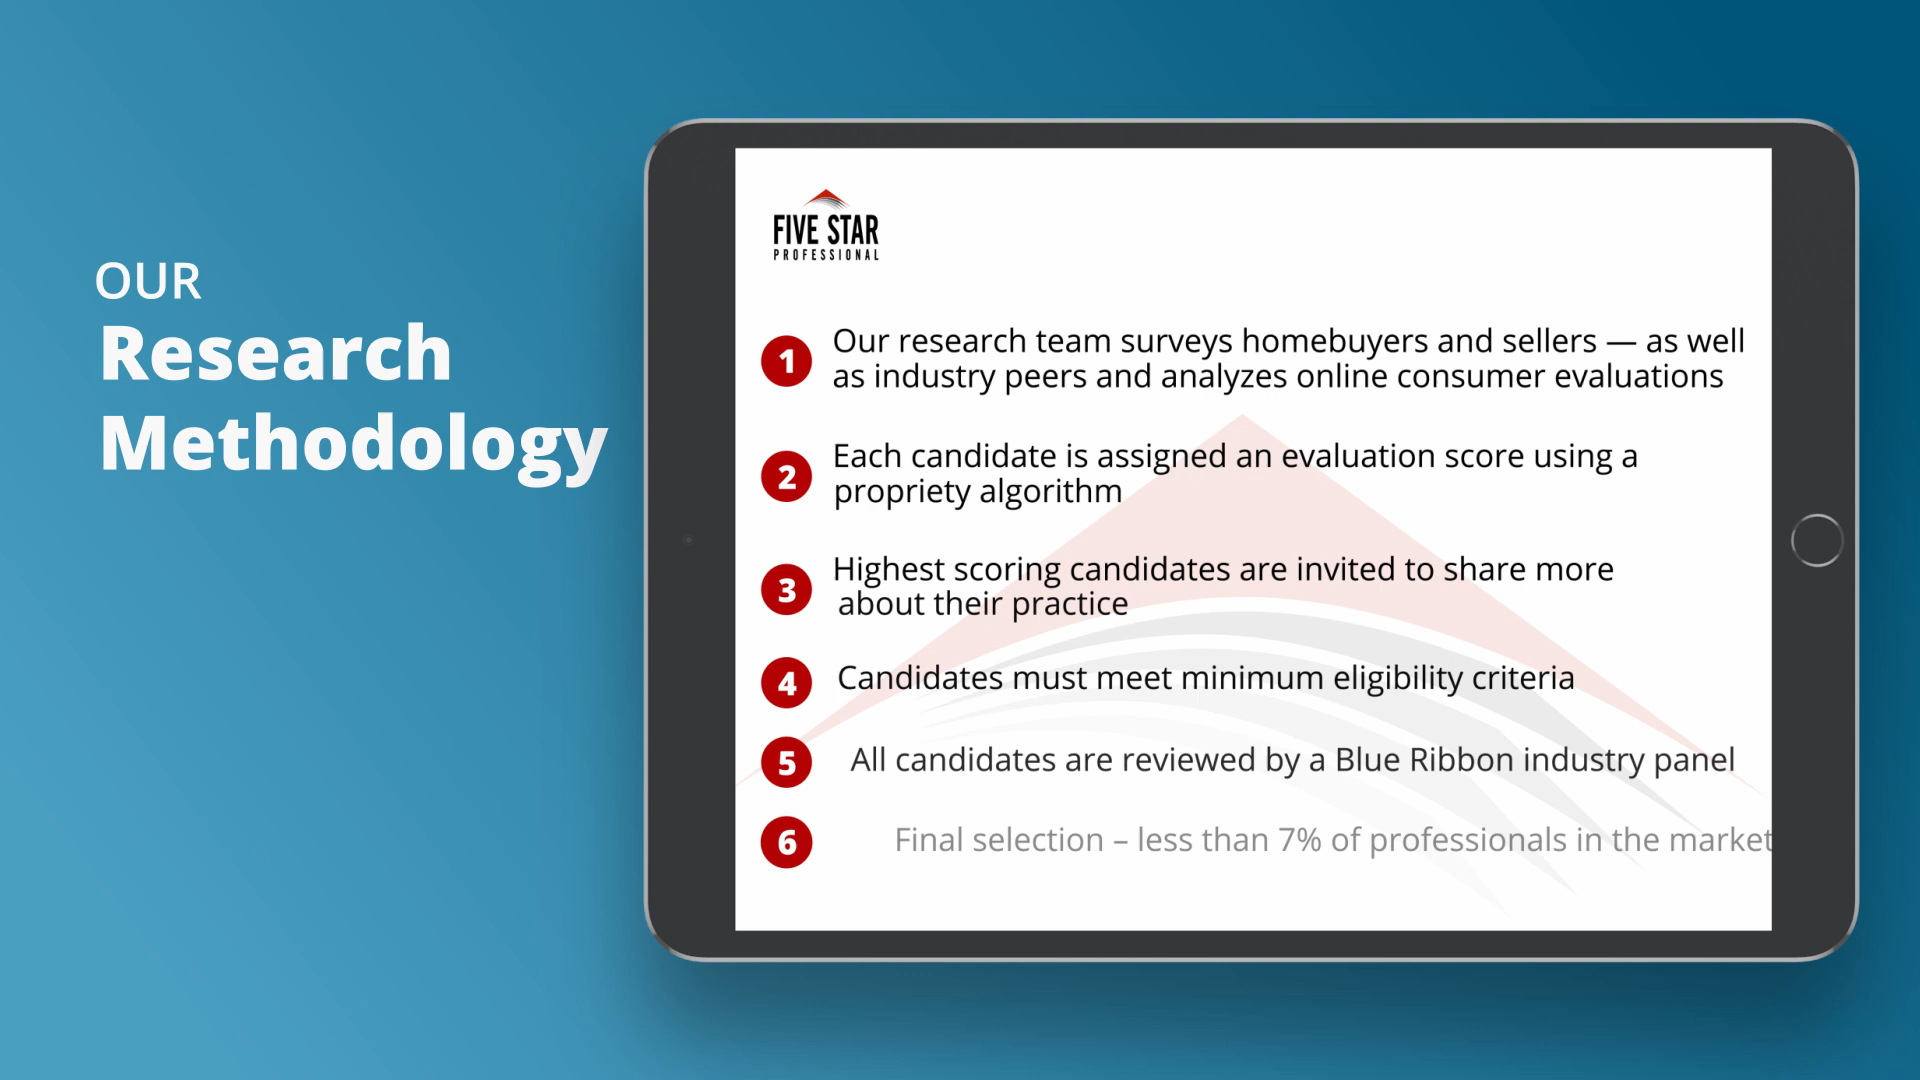 OUR
Research
Methodology
FIVE STAR
PROFESSIONAL
1 Our research team surveys homebuyers and sellers — as well
as industry peers and analyzes online consumer evaluations
2 Each candidate is assigned an evaluation score using a
propriety algorithm
3 Highest scoring candidates are invited to share more
about their practice
4 Candidates must meet minimum eligibility criteria
5 All candidates are reviewed by a Blue Ribbon industry panel
6 Final selection – less than 7% of professionals in the market